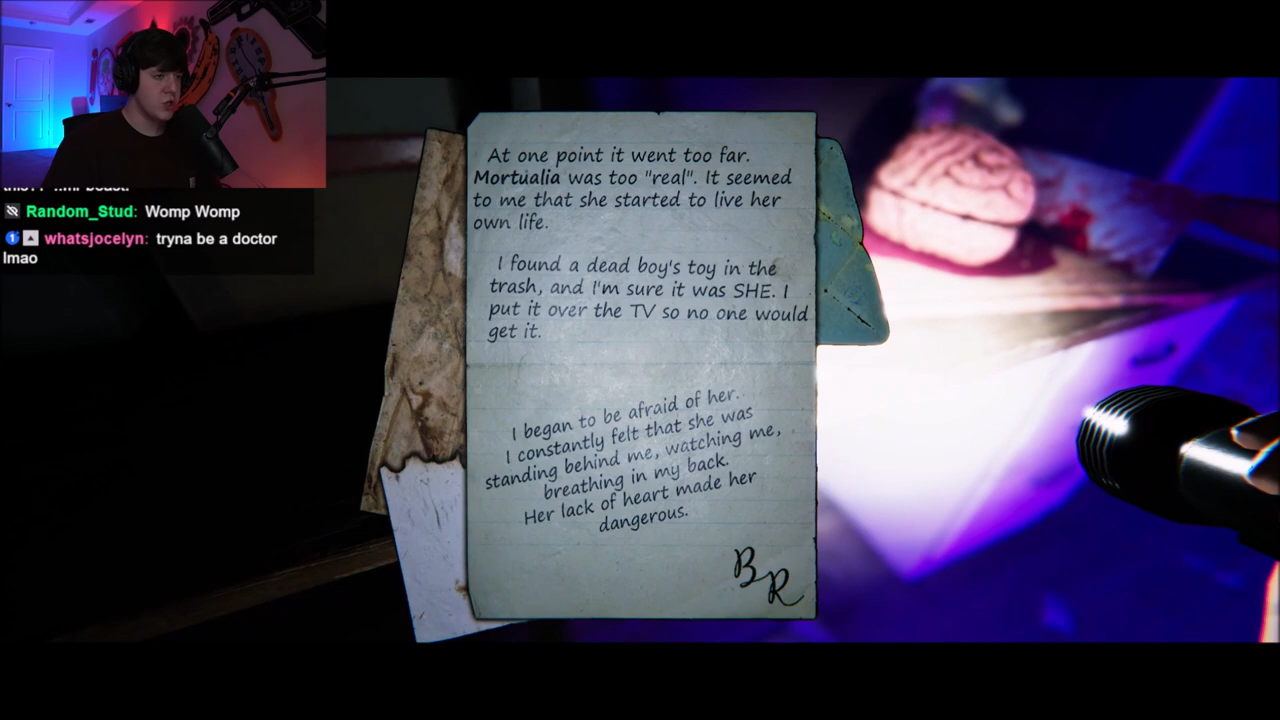 Random_Stud: Womp Womp
whatsjocelyn: tryna be a doctor
lmao
At one point it went too far.
Mortualia was too "real". It seemed
to me that she started to live her
own life.
I found a dead boy's toy in the
trash, and I'm sure it was SHE. I
put it over the TV so no one would
get it.
I began to be afraid of her.
I constantly felt that she was
standing behind me, watching me,
breathing in my back.
Her lack of heart made her
dangerous.
BR